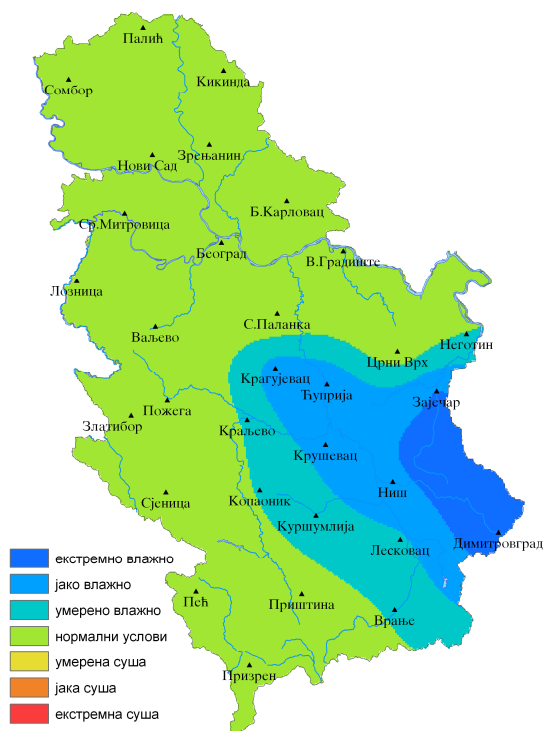 Палић
Сомбор
Кикинда
Зрењанин
Нови Сад
Б.Карловац
Ср.Митровица
Београд
В.Градиште
Лозница
С.Паланка
Ваљево
Неготин
Црни Врх
Крагујевац
Ћуприја
Зајечар
Пожега
Златибор
Краљево
Крушевац
Ниш
Копаоник
Сјеница
Куршумлија
Лесковац
Димитровград
Пећ
Приштина
Врање
Призрен
екстремно влажно
јако влажно
умерено влажно
нормални услови
умерена суша
јака суша
екстремна суша